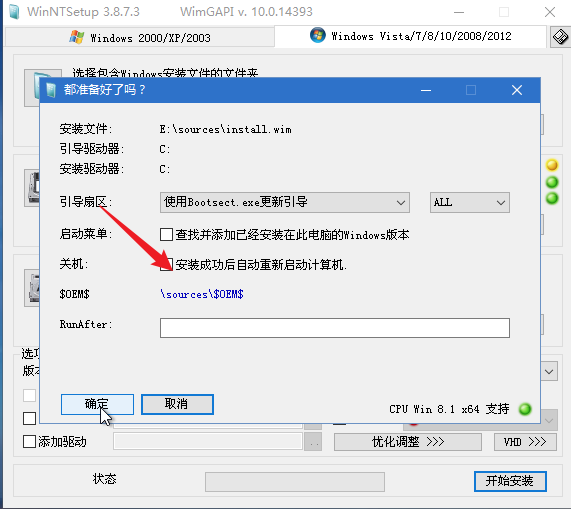 WinNTSetup 3.8.7.3 WimGAPI v. 10.0.14393
Windows 2000/XP/2003
Windows Vista/7/8/10/2008/2012
选择包含Windows安装文件的文件夹
都准备好了吗？
安装文件: E:\sources\install.wim
引导驱动器: C:
安装驱动器: C:
引导扇区: 使用Bootsect.exe更新引导 ALL
启动菜单: 查找并添加已经安装在此电脑的Windows版本
关机: 安装成功后自动重新启动计算机.
$OEM$ \sources\$OEM$
RunAfter:
选项
版本
确定 取消
CPU Win 8.1 x64 支持
添加驱动 .. 优化调整 >>> VHD >>>
状态 开始安装